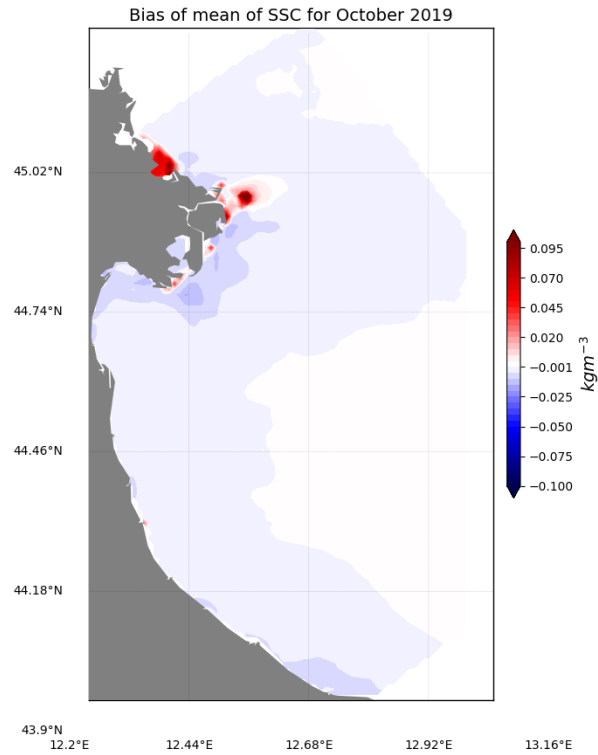 Bias of mean of SSC for October 2019
45.02°N
44.74°N
44.46°N
44.18°N
43.9°N
12.2°E 12.44°E 12.68°E 12.92°E 13.16°E
0.095
0.070
0.045
0.020
−0.001
−0.025
−0.050
−0.075
−0.100
kgm⁻³